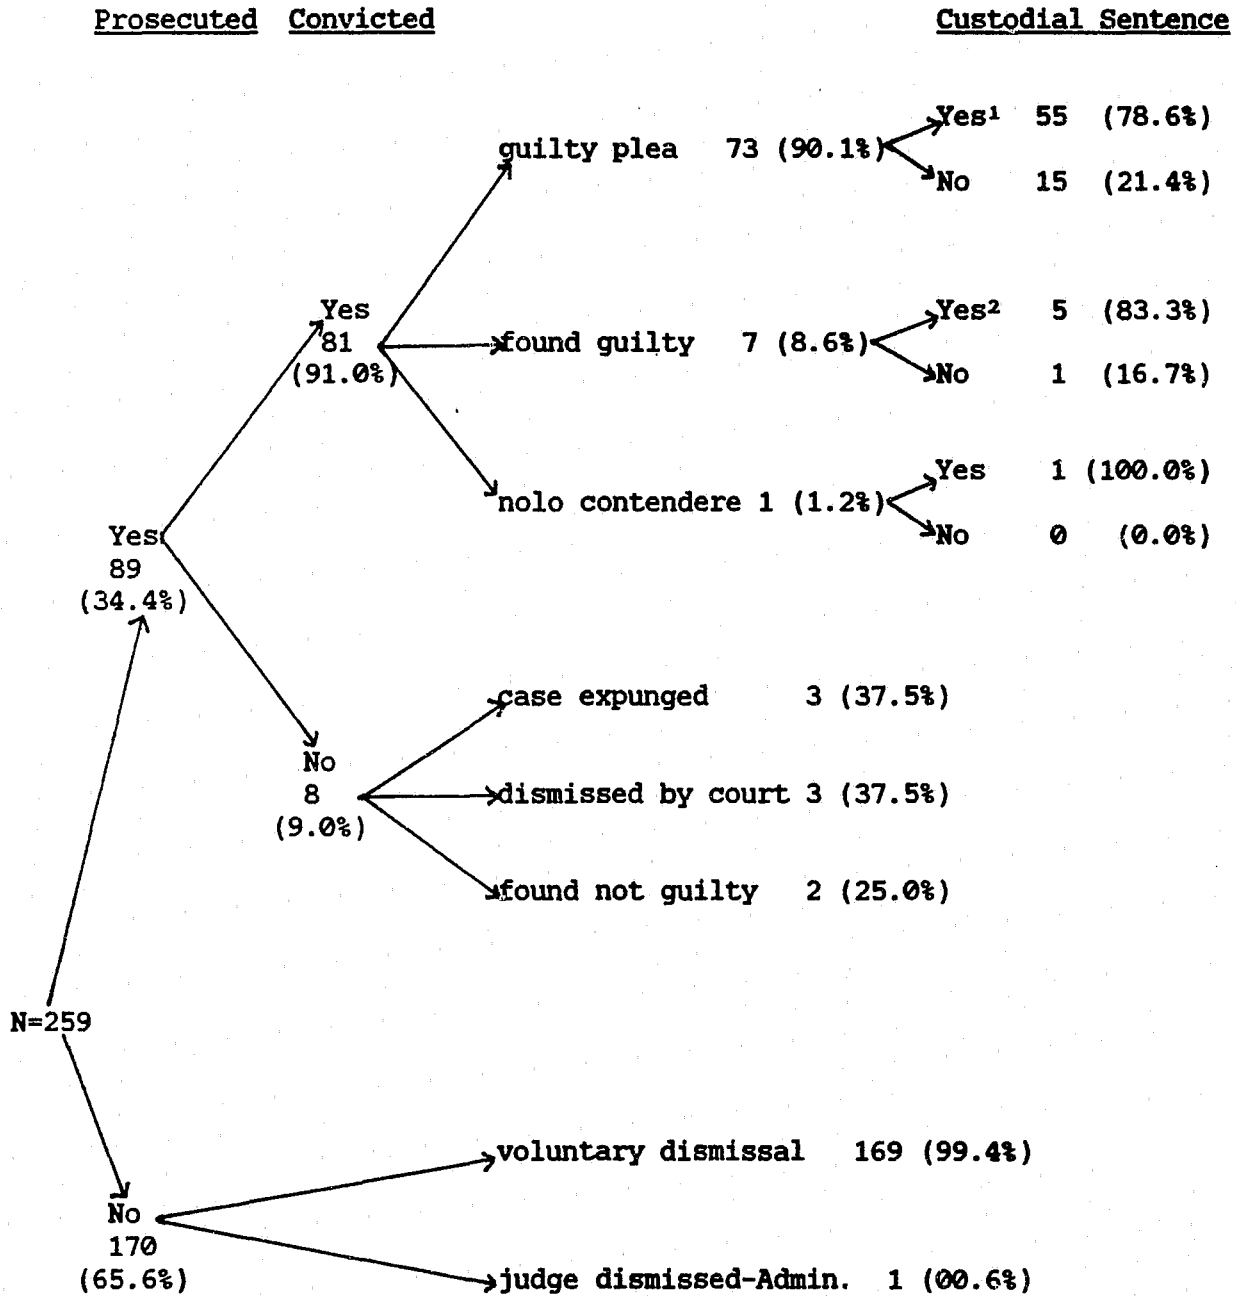 Prosecuted Convicted Custodial Sentence
Yes¹ 55 (78.6%)
guilty plea 73 (90.1%)
No 15 (21.4%)
Yes
81
(91.0%)
Yes² 5 (83.3%)
found guilty 7 (8.6%)
No 1 (16.7%)
Yes 1 (100.0%)
nolo contendere 1 (1.2%)
No 0 (0.0%)
Yes
89
(34.4%)
case expunged 3 (37.5%)
No
8
(9.0%)
dismissed by court 3 (37.5%)
found not guilty 2 (25.0%)
N=259
voluntary dismissal 169 (99.4%)
No
170
(65.6%)
judge dismissed-Admin. 1 (00.6%)